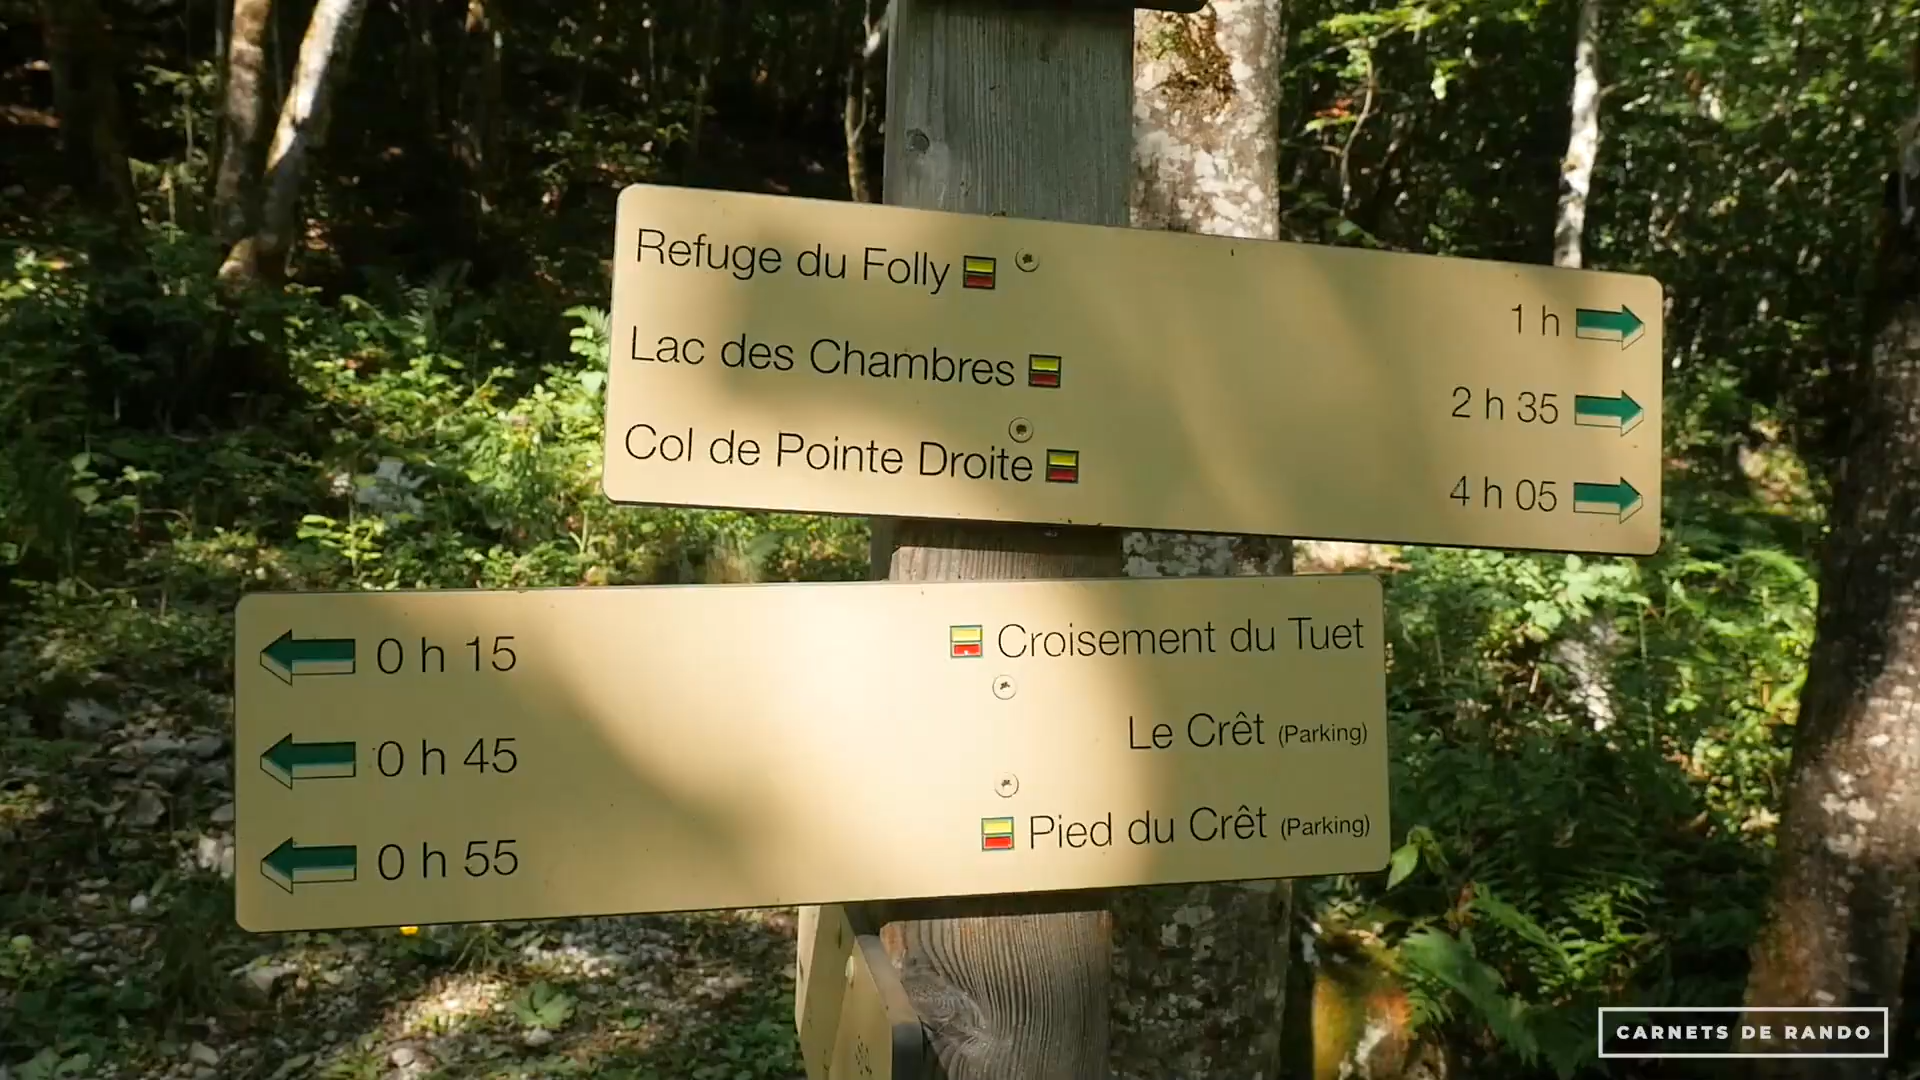 Refuge du Folly 1 h
Lac des Chambres 2 h 35
Col de Pointe Droite 4 h 05
0 h 15 Croisement du Tuet
0 h 45 Le Crêt (Parking)
0 h 55 Pied du Crêt (Parking)
CARNETS DE RANDO